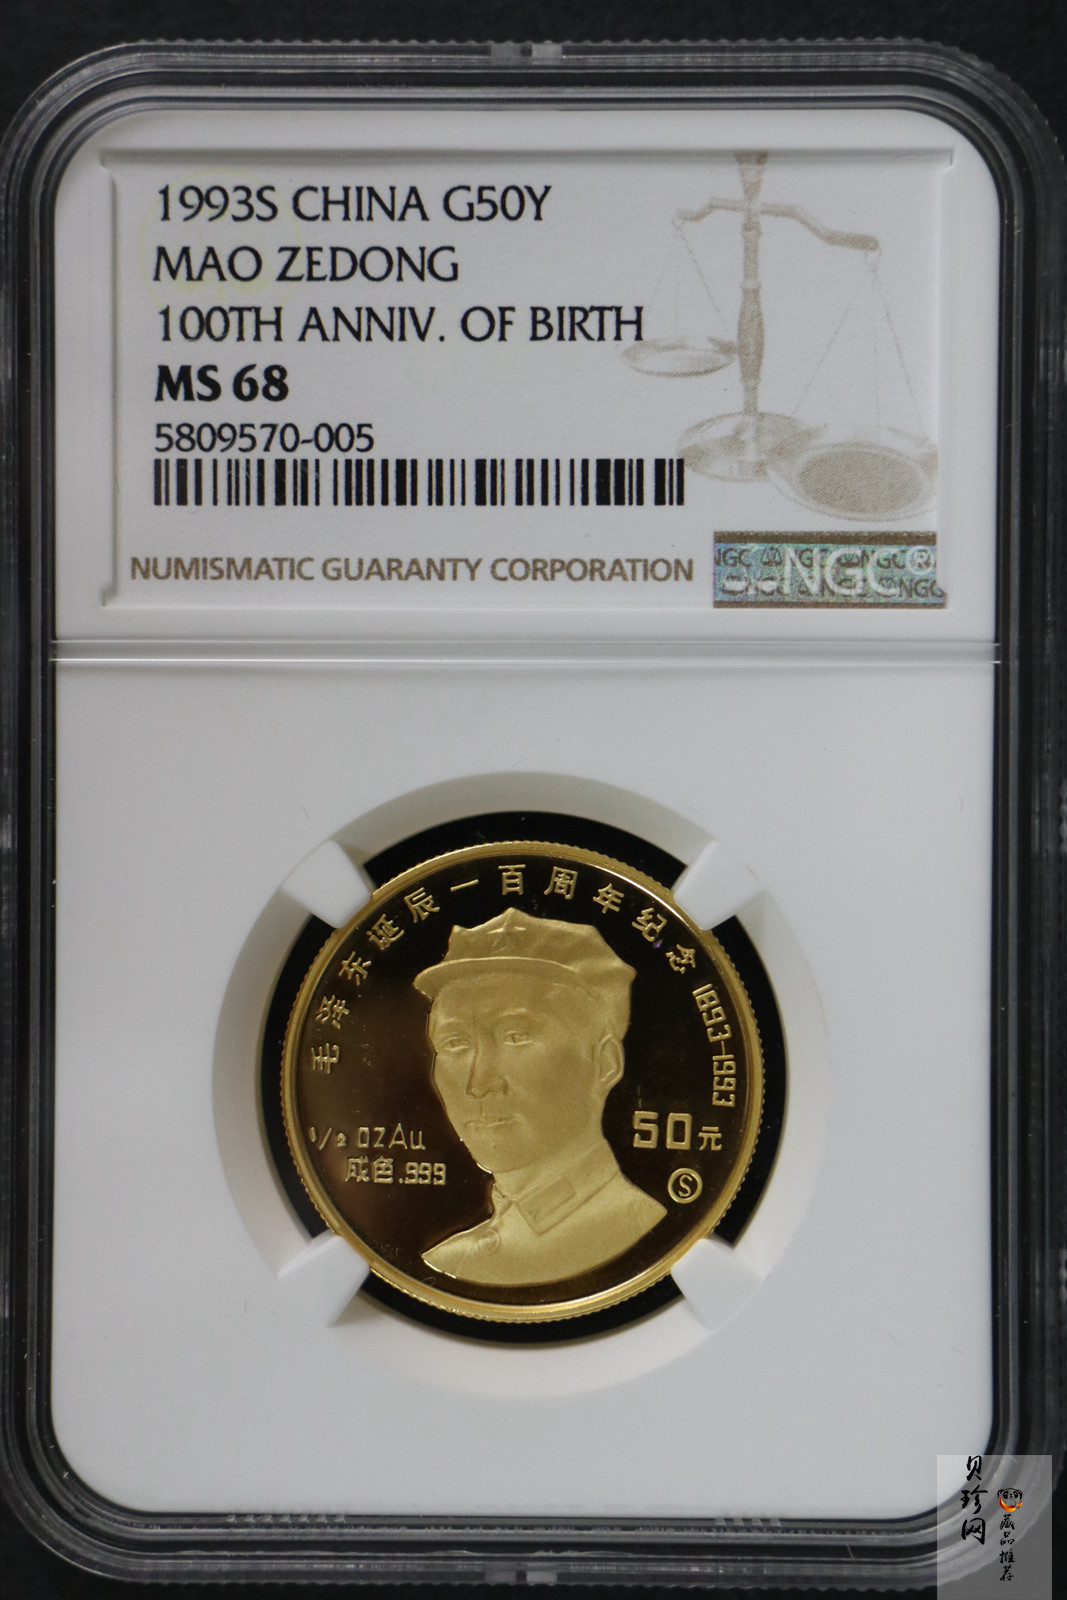 1993S CHINA G50Y
MAO ZEDONG
100TH ANNIV. OF BIRTH
MS 68
5809570-005
NUMISMATIC GUARANTY CORPORATION
NGC®
毛泽东诞辰一百周年纪念 1893-1993
1/2 OZAu
成色.999
50元
S
贝珍网
藏品推荐